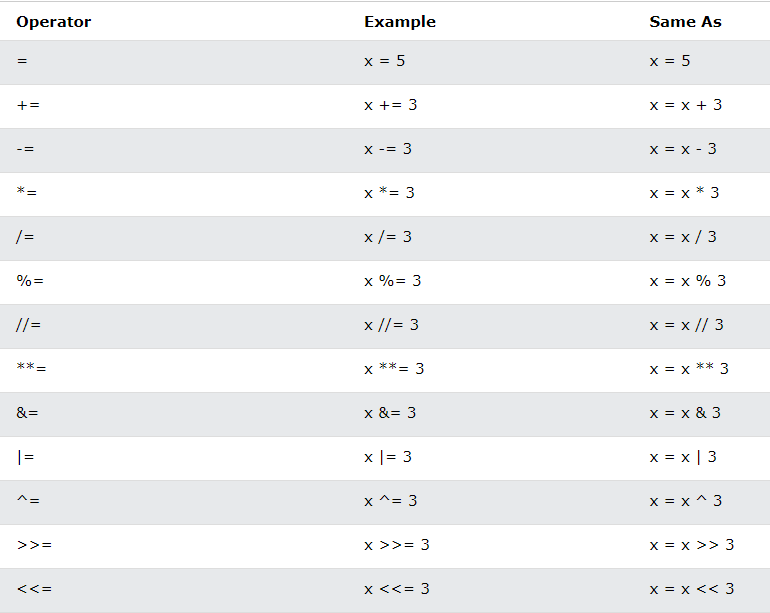 Operator Example Same As
= x = 5 x = 5
+= x += 3 x = x + 3
-= x -= 3 x = x - 3
*= x *= 3 x = x * 3
/= x /= 3 x = x / 3
%= x %= 3 x = x % 3
//= x //= 3 x = x // 3
**= x **= 3 x = x ** 3
&= x &= 3 x = x & 3
|= x |= 3 x = x | 3
^= x ^= 3 x = x ^ 3
>>= x >>= 3 x = x >> 3
<<= x <<= 3 x = x << 3